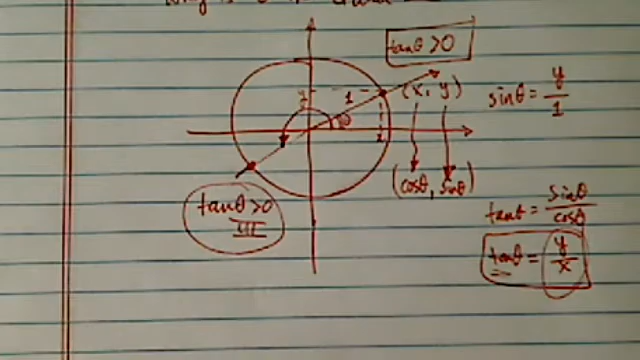 tanθ>0
(x, y)
sinθ = y/1
1
y
θ
x
(cosθ, sinθ)
tanθ>0
III
tanθ = sinθ/cosθ
tanθ = y/x